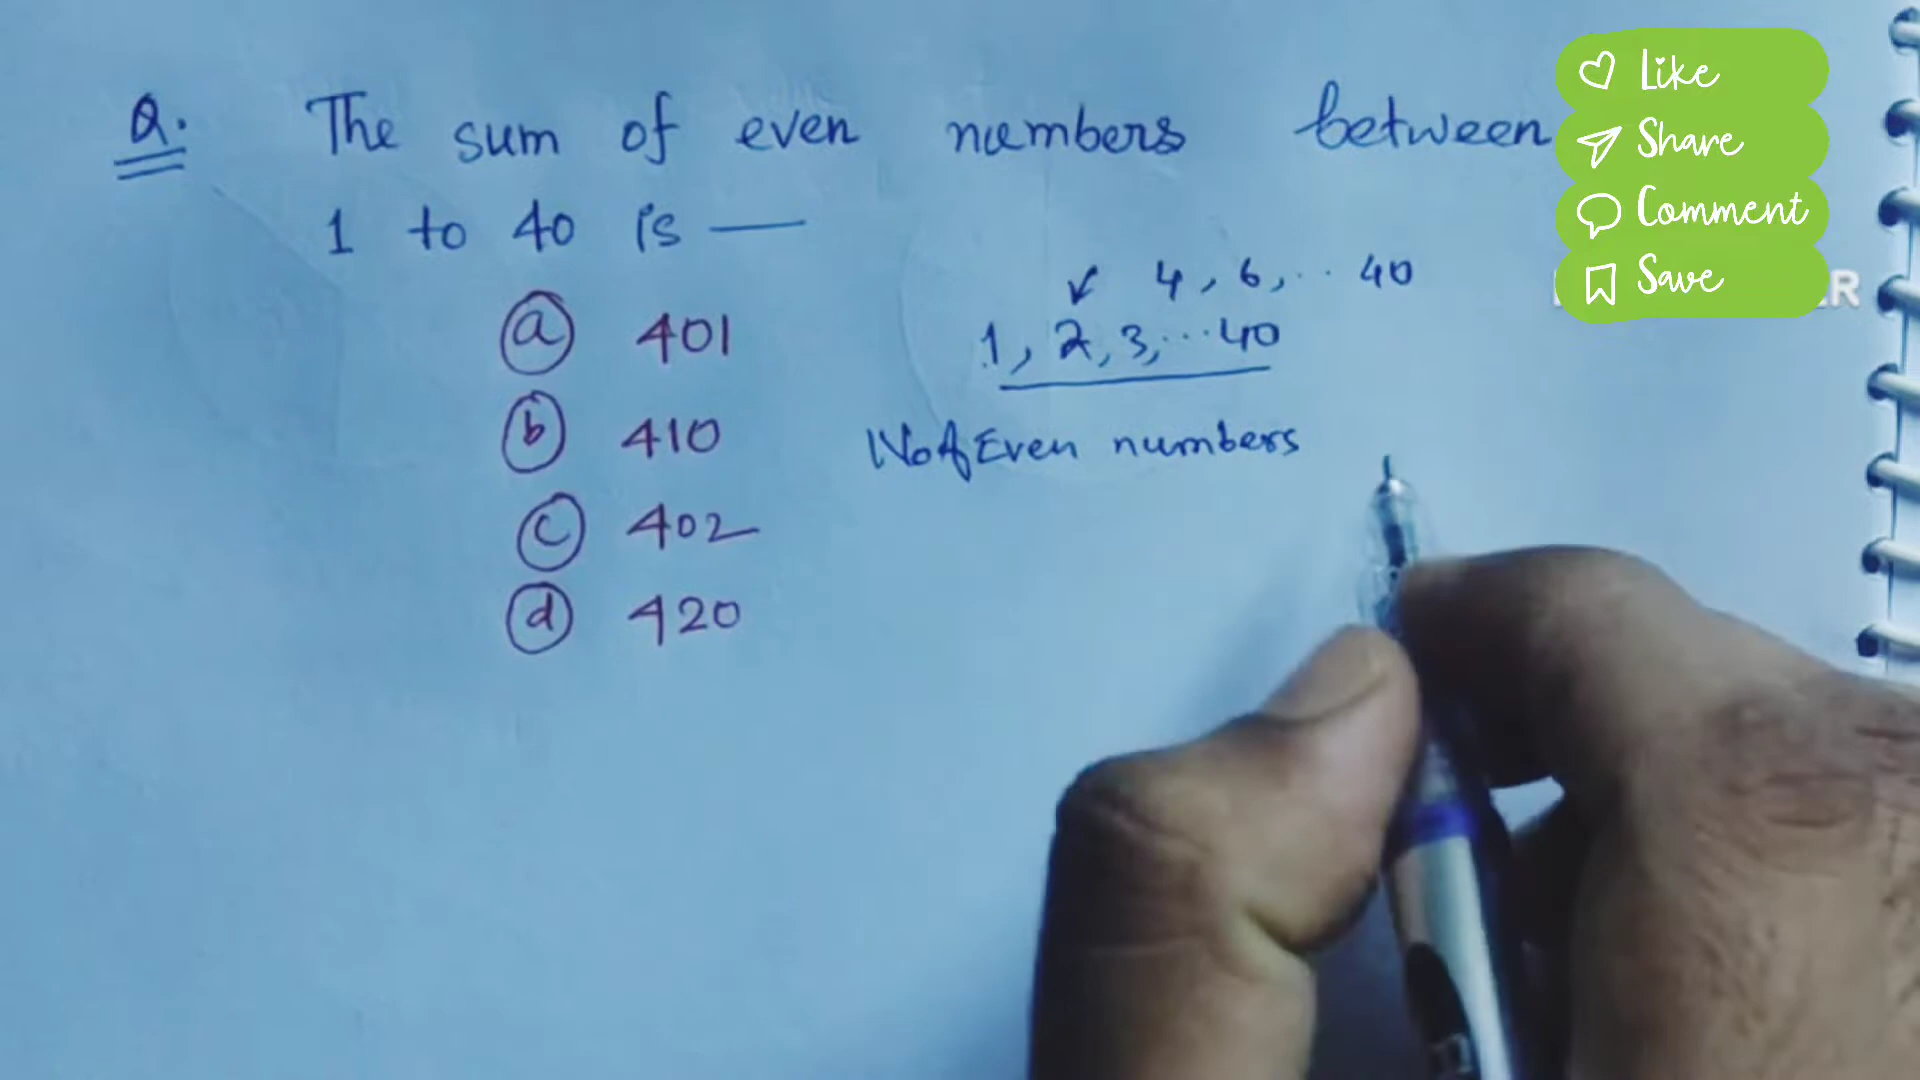 Q. The sum of even numbers between
1 to 40 is —
(a) 401
(b) 410
(c) 402
(d) 420
4, 6, .. 40
1, 2, 3, ... 40
No of Even numbers
Like
Share
Comment
Save